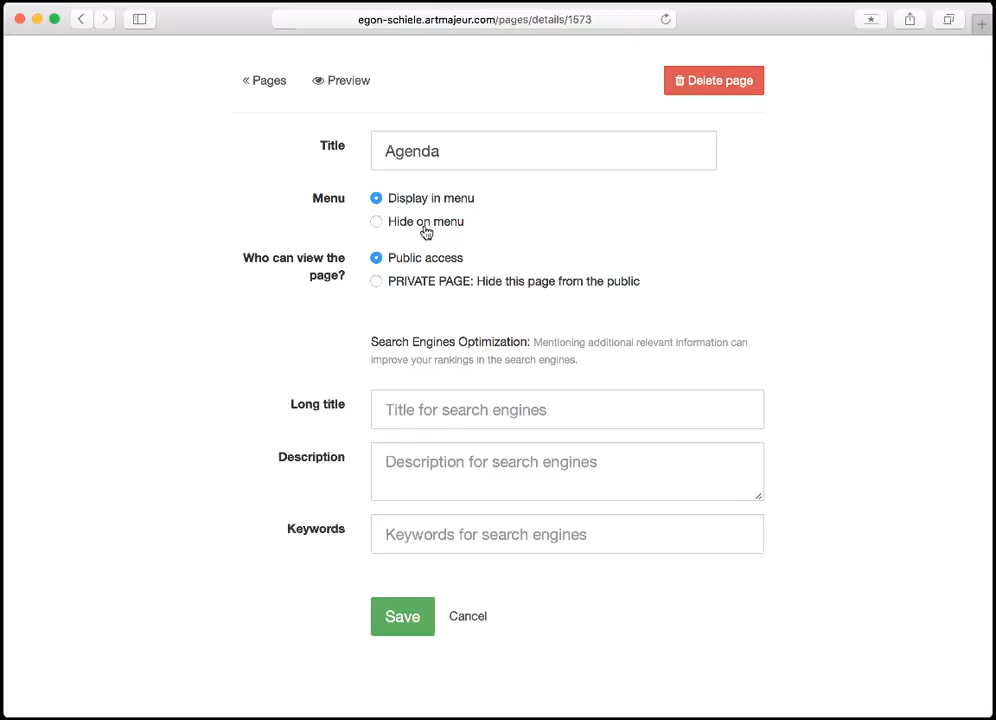 egon-schiele.artmajeur.com/pages/details/1573
« Pages Preview Delete page
Title Agenda
Menu Display in menu
Hide on menu
Who can view the page? Public access
PRIVATE PAGE: Hide this page from the public
Search Engines Optimization: Mentioning additional relevant information can
improve your rankings in the search engines.
Long title Title for search engines
Description Description for search engines
Keywords Keywords for search engines
Save Cancel